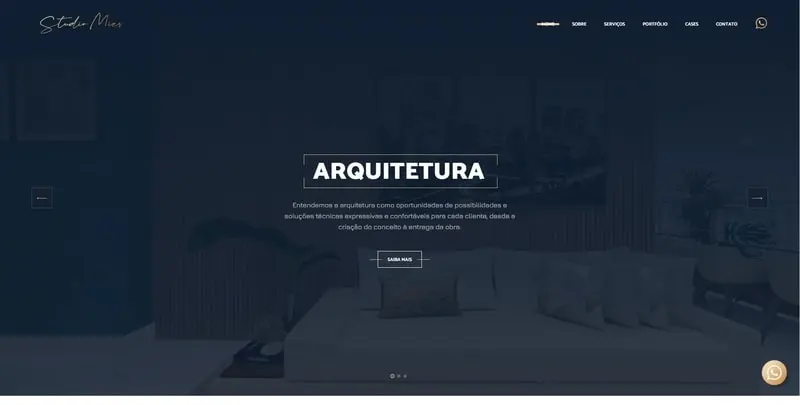 Studio Mies
HOME SOBRE SERVIÇOS PORTFÓLIO CASES CONTATO
ARQUITETURA
Entendemos a arquitetura como oportunidades de possibilidades e
soluções técnicas expressivas e confortáveis para cada cliente, desde a
criação do conceito à entrega da obra.
SAIBA MAIS